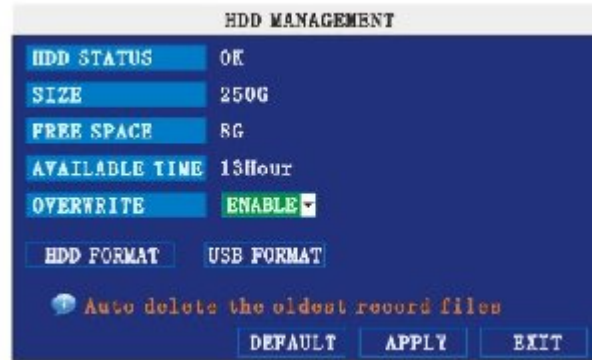 HDD MANAGEMENT
HDD STATUS OK
SIZE 250G
FREE SPACE 8G
AVAILABLE TIME 13Hour
OVERWRITE ENABLE
HDD FORMAT USB FORMAT
Auto delete the oldest record files
DEFAULT APPLY EXIT